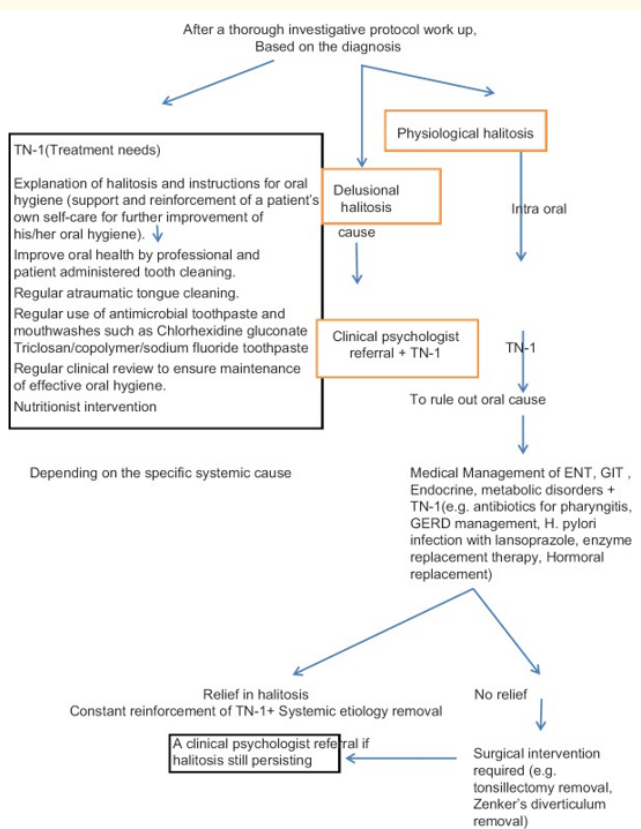 After a thorough investigative protocol work up,
Based on the diagnosis
TN-1(Treatment needs)
Explanation of halitosis and instructions for oral
hygiene (support and reinforcement of a patient's
own self-care for further improvement of
his/her oral hygiene).
Improve oral health by professional and
patient administered tooth cleaning.
Regular atraumatic tongue cleaning.
Regular use of antimicrobial toothpaste and
mouthwashes such as Chlorhexidine gluconate
Triclosan/copolymer/sodium fluoride toothpaste
Regular clinical review to ensure maintenance
of effective oral hygiene.
Nutritionist intervention
Delusional
halitosis
cause
Clinical psychologist
referral + TN-1
Physiological halitosis
Intra oral
TN-1
To rule out oral cause
Depending on the specific systemic cause
Medical Management of ENT, GIT ,
Endocrine, metabolic disorders +
TN-1(e.g. antibiotics for pharyngitis,
GERD management, H. pylori
infection with lansoprazole, enzyme
replacement therapy, Hormoral
replacement)
Relief in halitosis
Constant reinforcement of TN-1+ Systemic etiology removal
No relief
Surgical intervention
required (e.g.
tonsillectomy removal,
Zenker's diverticulum
removal)
A clinical psychologist referral if
halitosis still persisting